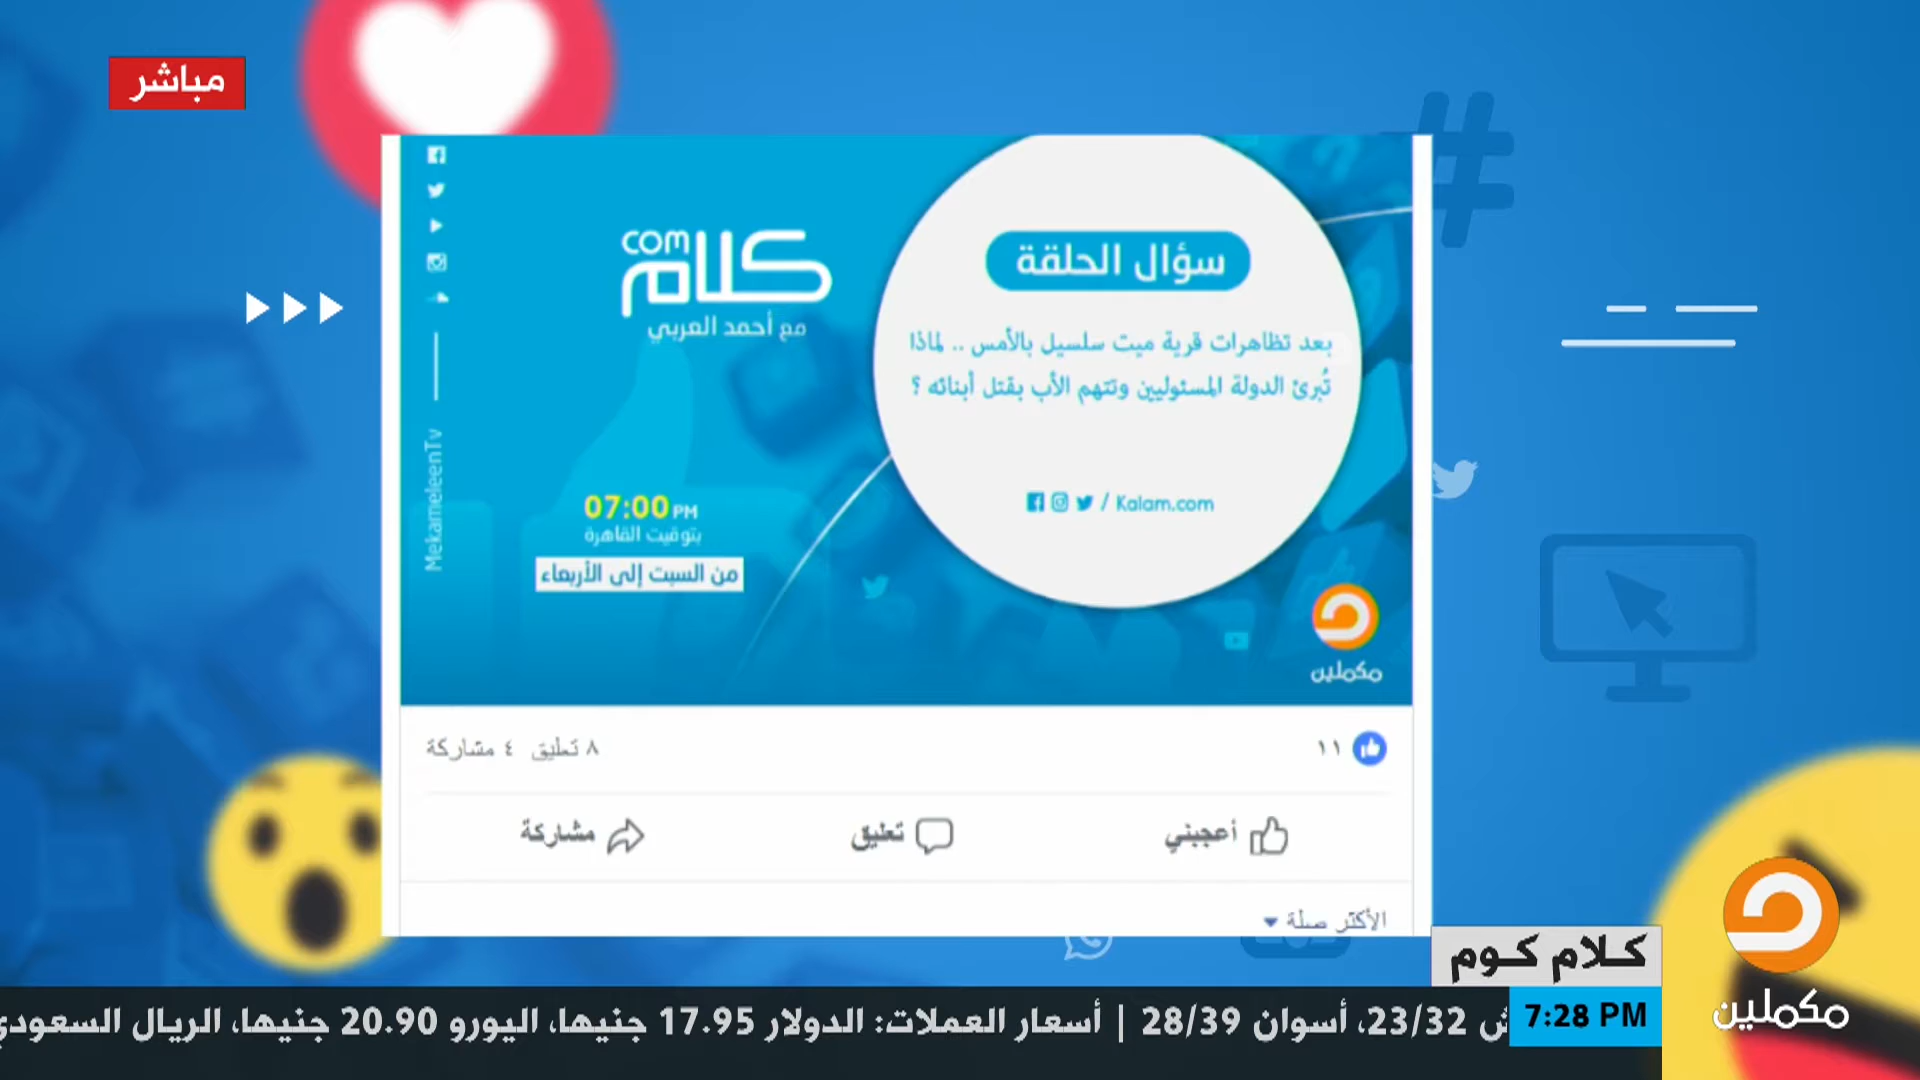 مباشر
com
كلام
مع أحمد العربي
سؤال الحلقة
بعد تظاهرات قرية ميت سلسيل بالأمس .. لماذا
تُبرئ الدولة المسئوليين وتتهم الأب بقتل أبنائه ؟
/ Kalam.com
07:00 PM
بتوقيت القاهرة
من السبت إلى الأربعاء
MekameleenTv
مكملين
١١
٨ تعليق ٤ مشاركة
أعجبني
تعليق
مشاركة
الأكثر صلة
كلام كوم
7:28 PM
23/32، أسوان 28/39 | أسعار العملات: الدولار 17.95 جنيها، اليورو 20.90 جنيها، الريال السعودي
مكملين